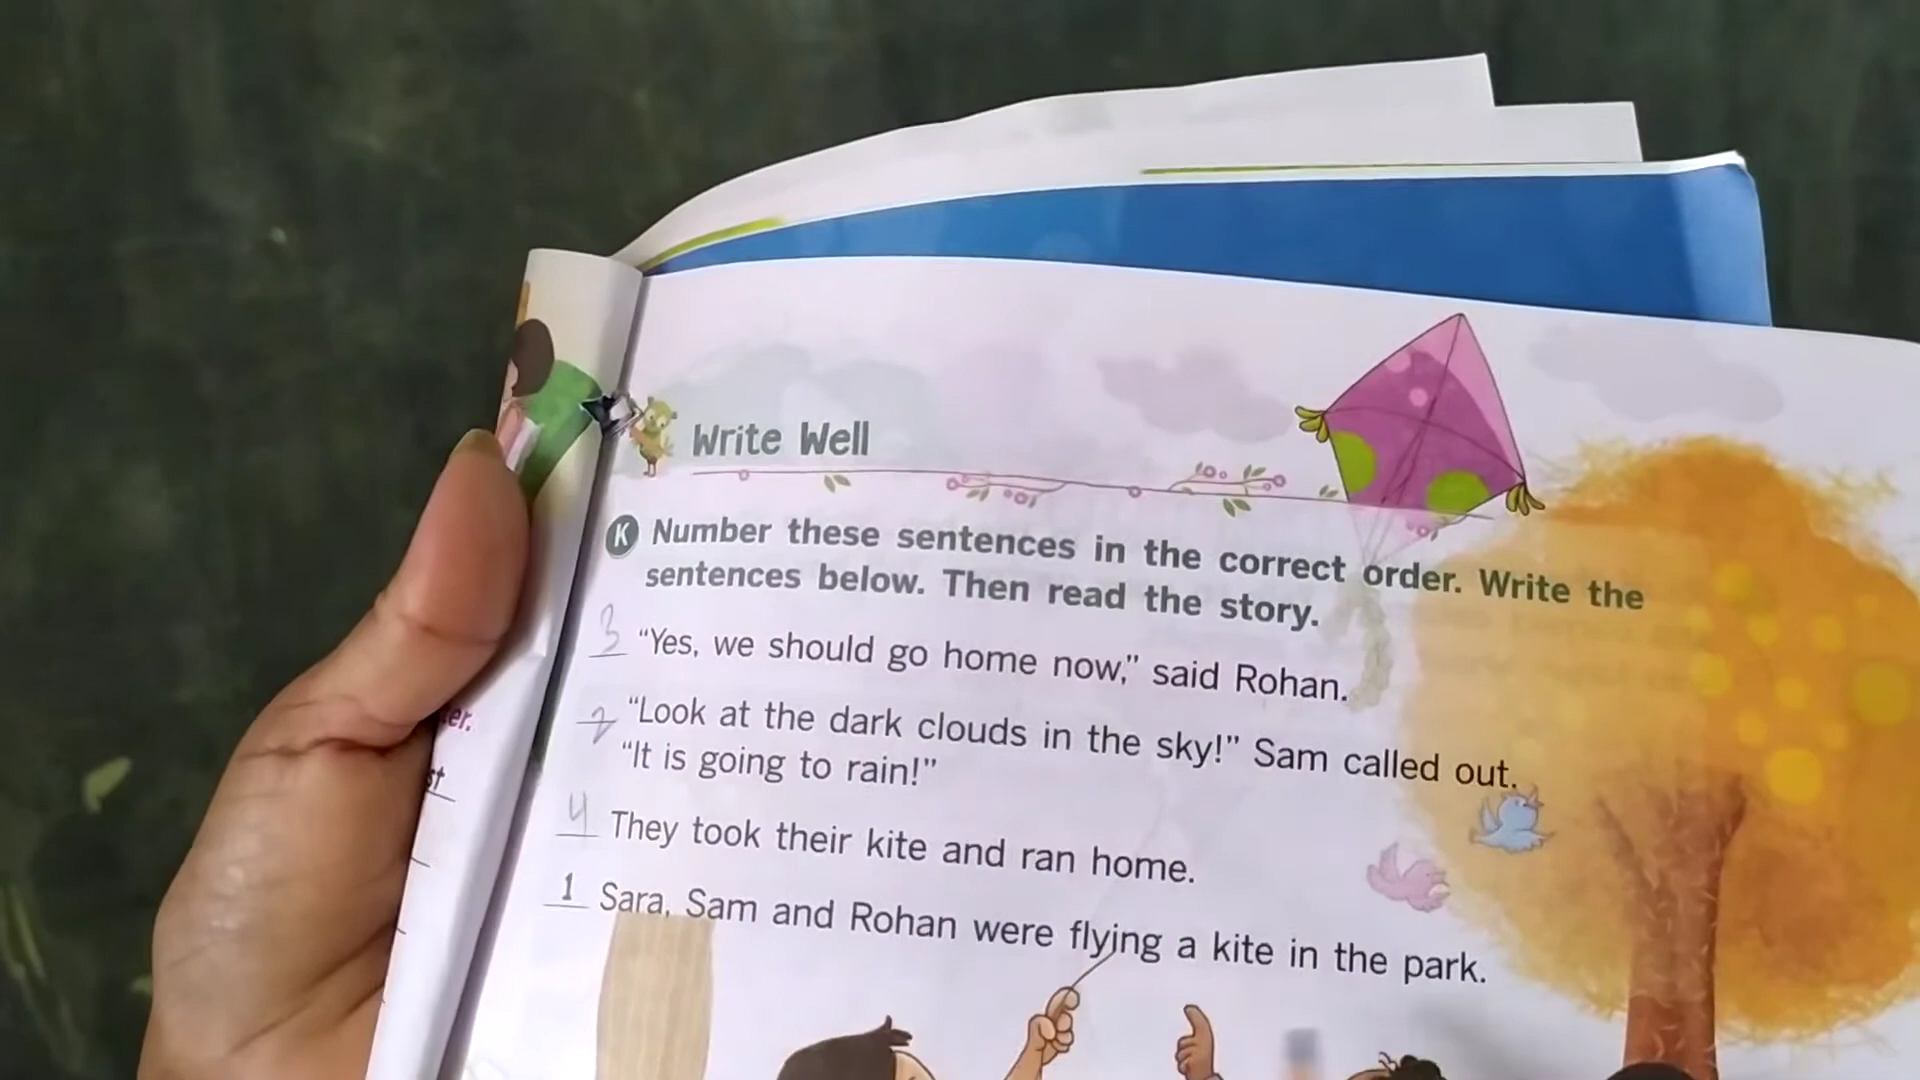 Write Well
K Number these sentences in the correct order. Write the
sentences below. Then read the story.
3 “Yes, we should go home now,” said Rohan.
2 “Look at the dark clouds in the sky!” Sam called out.
“It is going to rain!”
4 They took their kite and ran home.
1 Sara, Sam and Rohan were flying a kite in the park.
er.
st